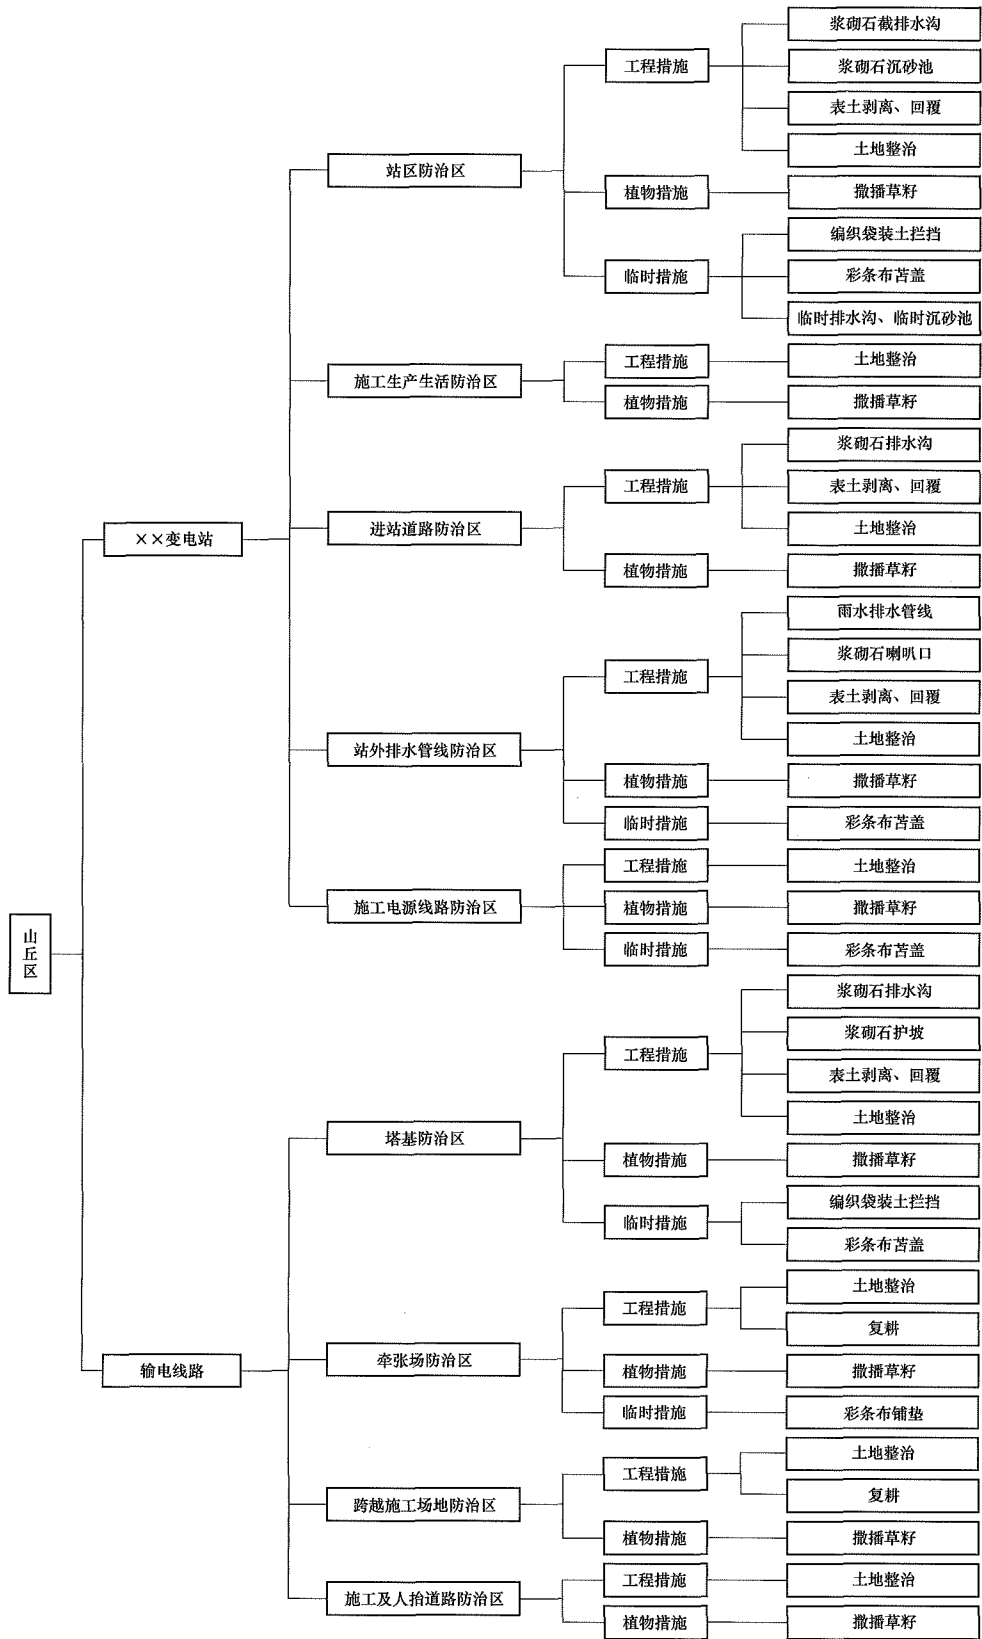 山丘区
××变电站
站区防治区
工程措施
浆砌石截排水沟
浆砌石沉砂池
表土剥离、回覆
土地整治
植物措施
撒播草籽
临时措施
编织袋装土拦挡
彩条布苫盖
临时排水沟、临时沉砂池
施工生产生活防治区
工程措施
土地整治
植物措施
撒播草籽
进站道路防治区
工程措施
浆砌石排水沟
表土剥离、回覆
土地整治
植物措施
撒播草籽
站外排水管线防治区
工程措施
雨水排水管线
浆砌石喇叭口
表土剥离、回覆
土地整治
植物措施
撒播草籽
临时措施
彩条布苫盖
施工电源线路防治区
工程措施
土地整治
植物措施
撒播草籽
临时措施
彩条布苫盖
输电线路
塔基防治区
工程措施
浆砌石排水沟
浆砌石护坡
表土剥离、回覆
土地整治
植物措施
撒播草籽
临时措施
编织袋装土拦挡
彩条布苫盖
牵张场防治区
工程措施
土地整治
复耕
植物措施
撒播草籽
临时措施
彩条布铺垫
跨越施工场地防治区
工程措施
土地整治
复耕
植物措施
撒播草籽
施工及人抬道路防治区
工程措施
土地整治
植物措施
撒播草籽